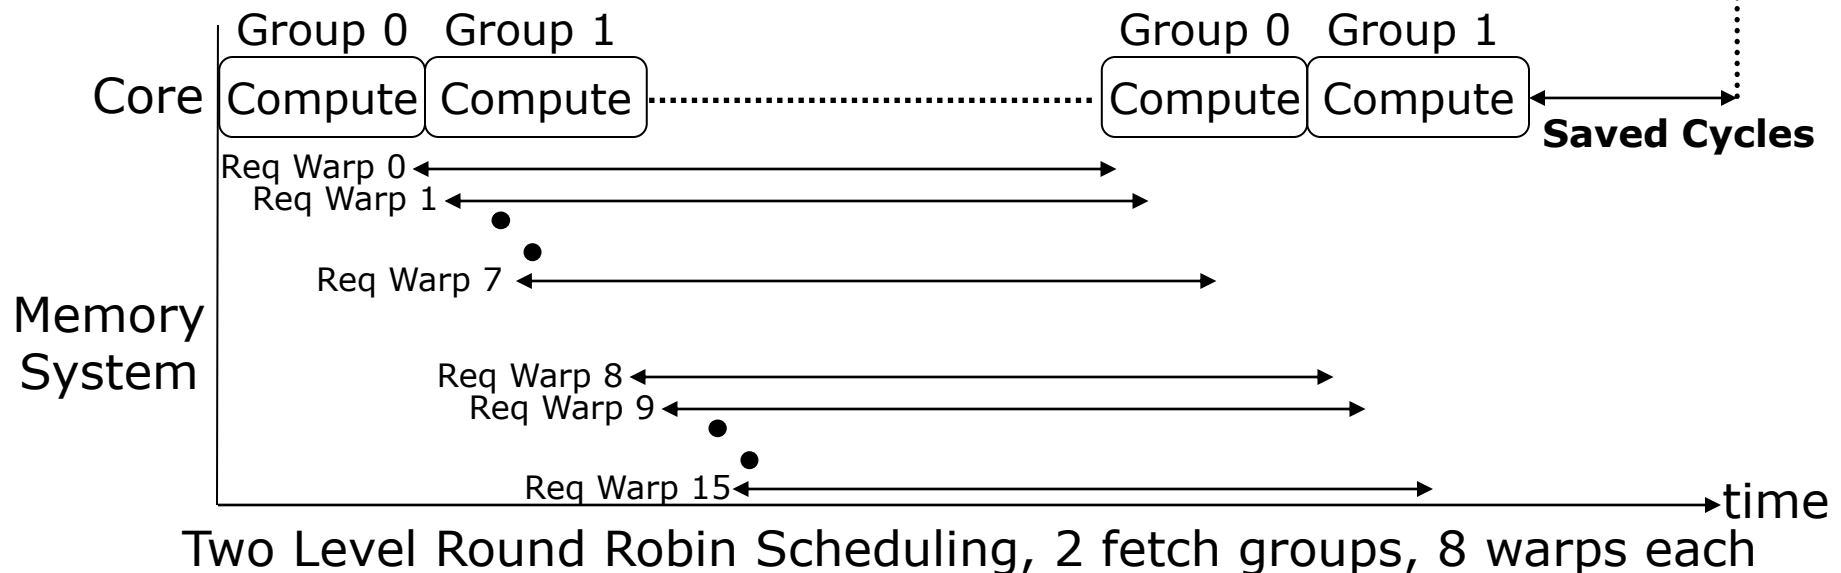 Group 0 Group 1 Group 0 Group 1
Core Compute Compute Compute Compute
Saved Cycles
Req Warp 0
Req Warp 1
Req Warp 7
Memory
System
Req Warp 8
Req Warp 9
Req Warp 15
time
Two Level Round Robin Scheduling, 2 fetch groups, 8 warps each